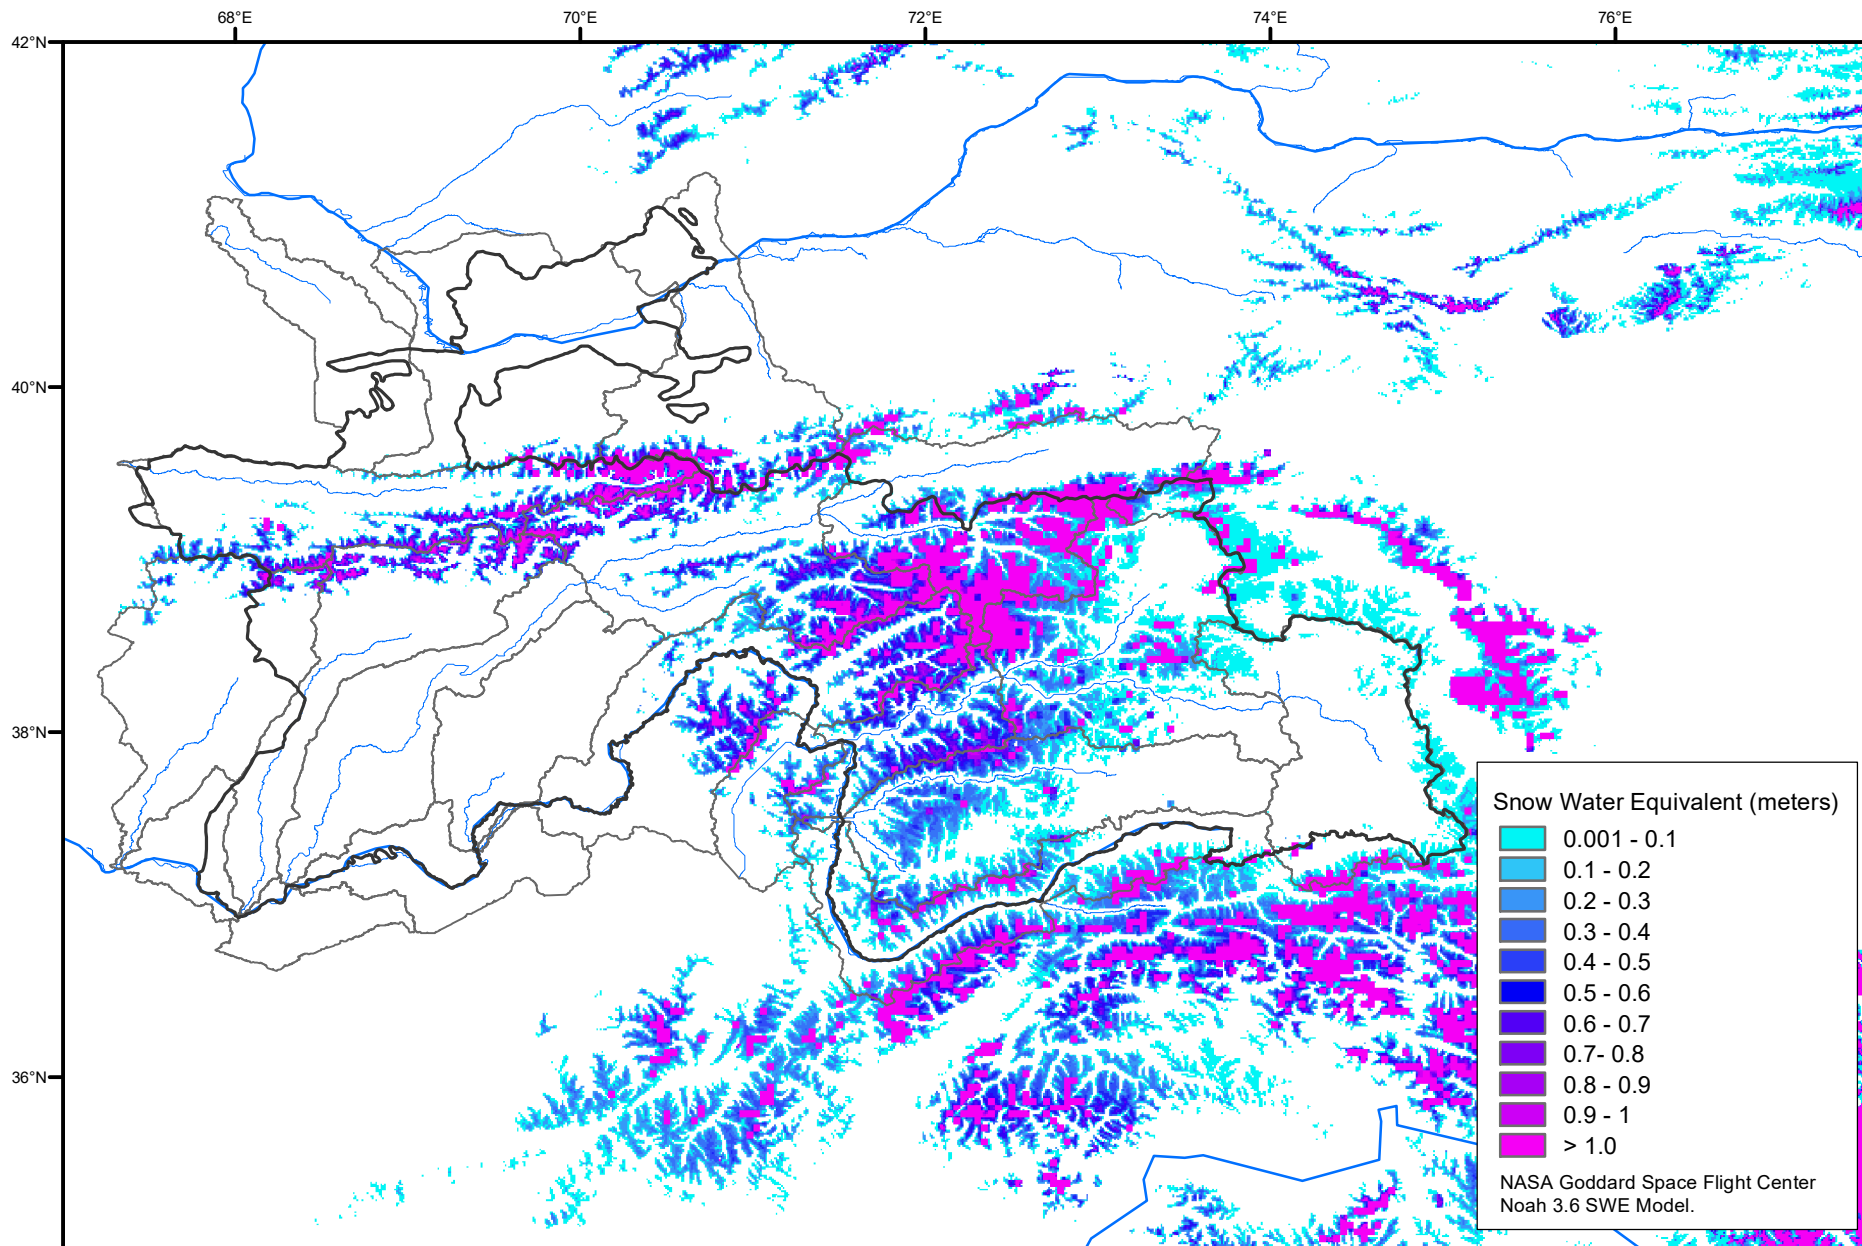 68°E 70°E 72°E 74°E 76°E
42°N
40°N
38°N
36°N
Snow Water Equivalent (meters)
0.001 - 0.1
0.1 - 0.2
0.2 - 0.3
0.3 - 0.4
0.4 - 0.5
0.5 - 0.6
0.6 - 0.7
0.7- 0.8
0.8 - 0.9
0.9 - 1
> 1.0
NASA Goddard Space Flight Center
Noah 3.6 SWE Model.